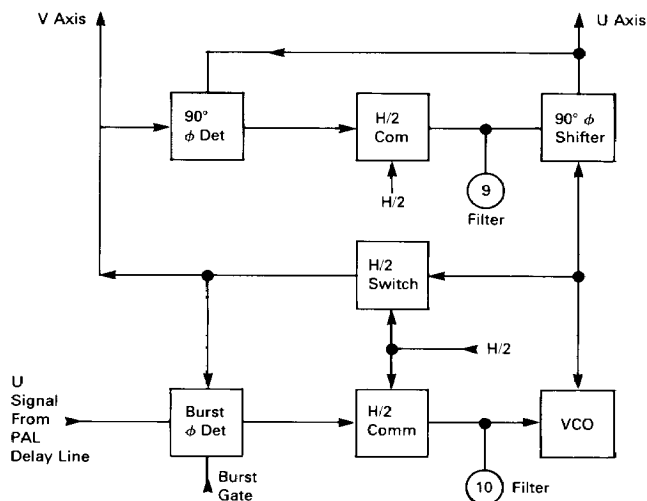 V Axis
U Axis
90°
φ Det
H/2
Com
90° φ
Shifter
H/2
9
Filter
H/2
Switch
H/2
U
Signal
From
PAL
Delay Line
Burst
φ Det
H/2
Comm
VCO
Burst
Gate
10
Filter